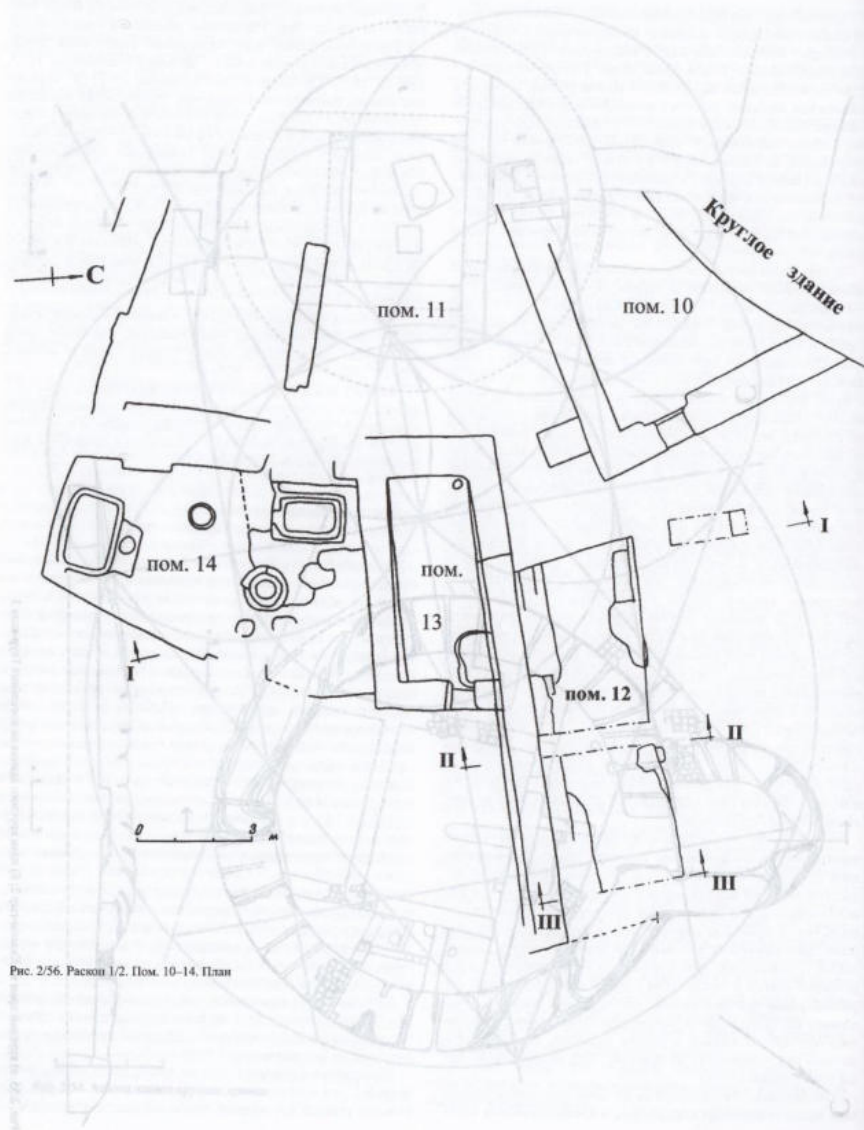 Круглое здание
С
пом. 11
пом. 10
I
пом. 14
пом.
13
I
пом. 12
II
II
0 3 м
III
III
Рис. 2/56. Раскоп 1/2. Пом. 10–14. План